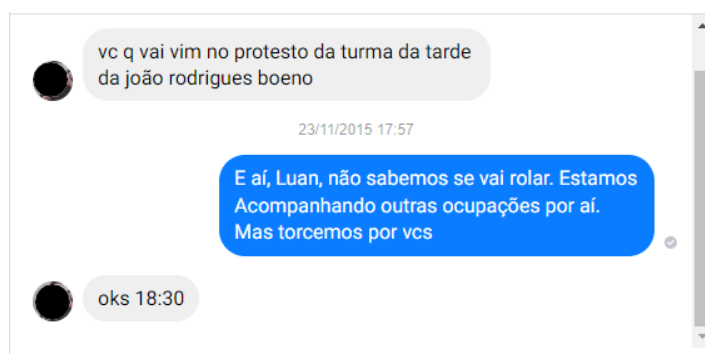 vc q vai vim no protesto da turma da tarde
da joão rodrigues boeno
23/11/2015 17:57
E aí, Luan, não sabemos se vai rolar. Estamos
Acompanhando outras ocupações por aí.
Mas torcemos por vcs
oks 18:30